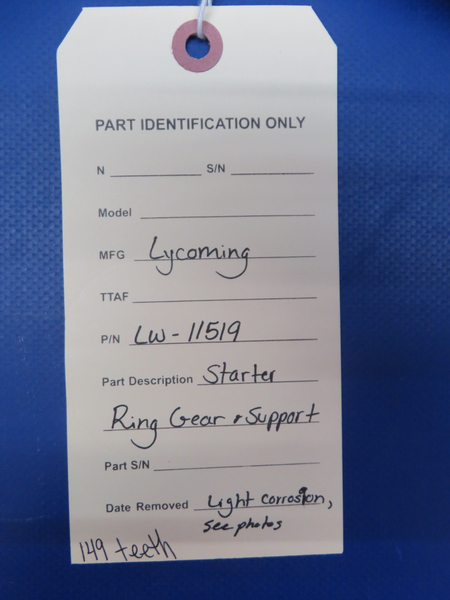 PART IDENTIFICATION ONLY
N S/N
Model
MFG Lycoming
TTAF
P/N LW-11519
Part Description Starter
Ring Gear & Support
Part S/N
Date Removed Light corrosion,
see photos
149 teeth